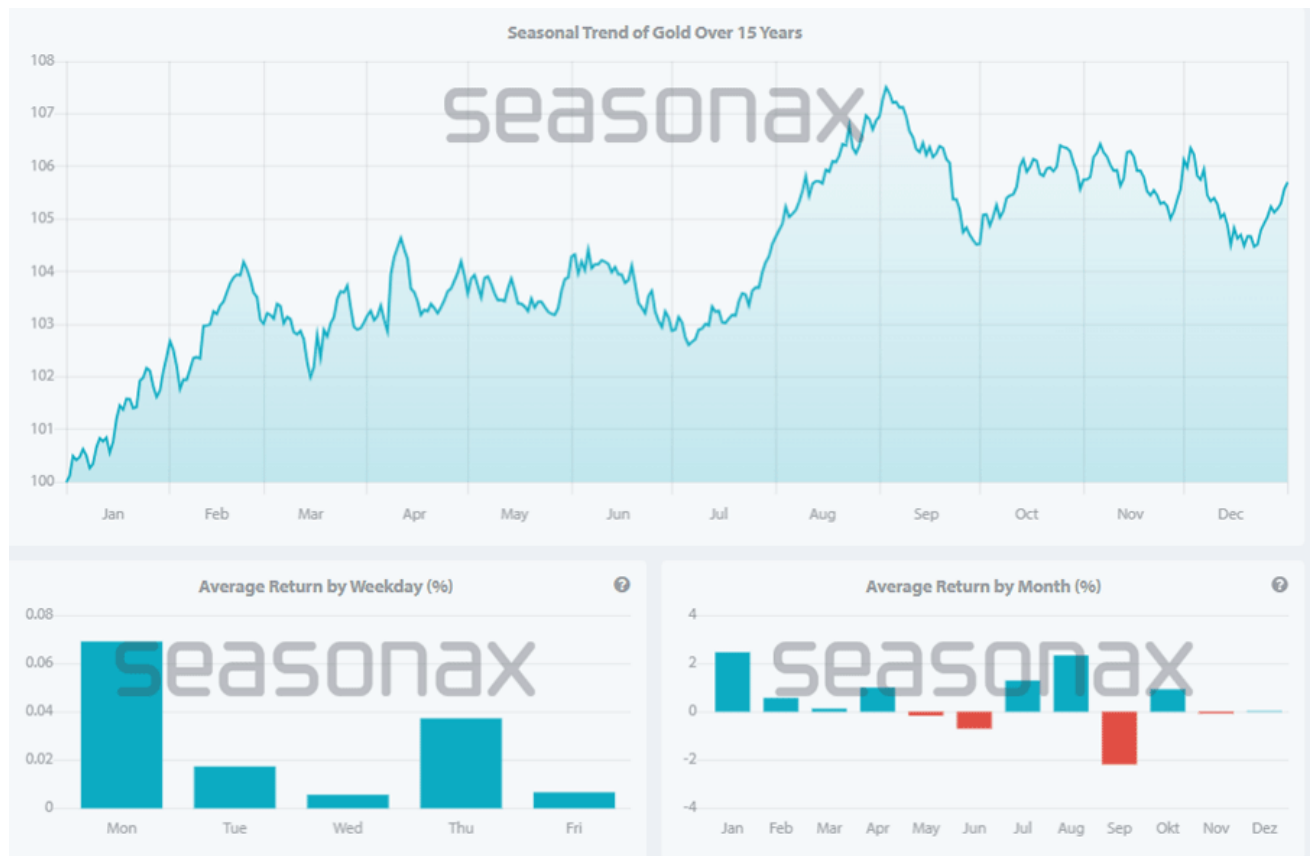 Seasonal Trend of Gold Over 15 Years
seasonax
108
107
106
105
104
103
102
101
100
Jan Feb Mar Apr May Jun Jul Aug Sep Oct Nov Dec
Average Return by Weekday (%) ?
seasonax
0.08
0.06
0.04
0.02
0
Mon Tue Wed Thu Fri
Average Return by Month (%) ?
seasonax
4
2
0
-2
-4
Jan Feb Mar Apr May Jun Jul Aug Sep Okt Nov Dez